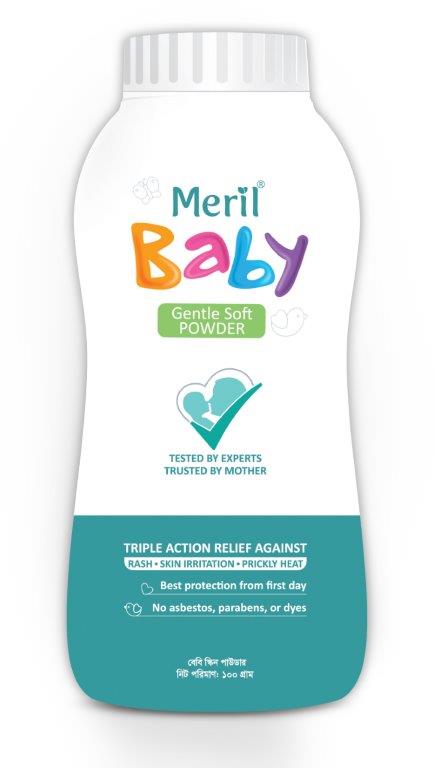 Meril®
Baby
Gentle Soft
POWDER
TESTED BY EXPERTS
TRUSTED BY MOTHER
TRIPLE ACTION RELIEF AGAINST
RASH • SKIN IRRITATION • PRICKLY HEAT
Best protection from first day
No asbestos, parabens, or dyes
বেবি স্কিন পাউডার
নিট পরিমাণ: ১০০ গ্রাম